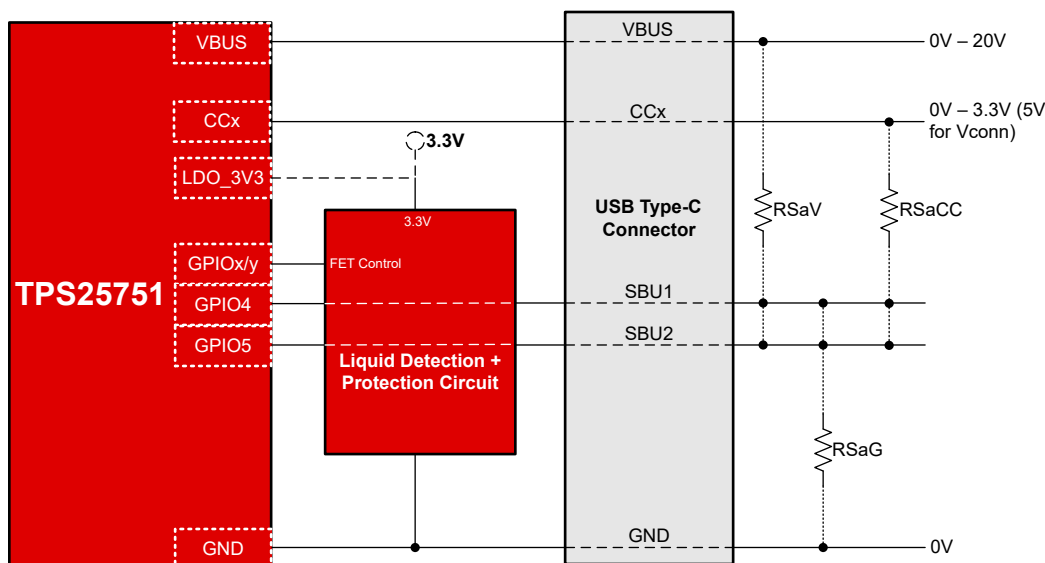 VBUS
VBUS
0V – 20V
CCx
CCx
0V – 3.3V (5V
for Vconn)
3.3V
LDO_3V3
3.3V
USB Type-C
Connector
RSaV
RSaCC
GPIOx/y
FET Control
TPS25751
GPIO4
SBU1
GPIO5
SBU2
Liquid Detection +
Protection Circuit
RSaG
GND
GND
0V